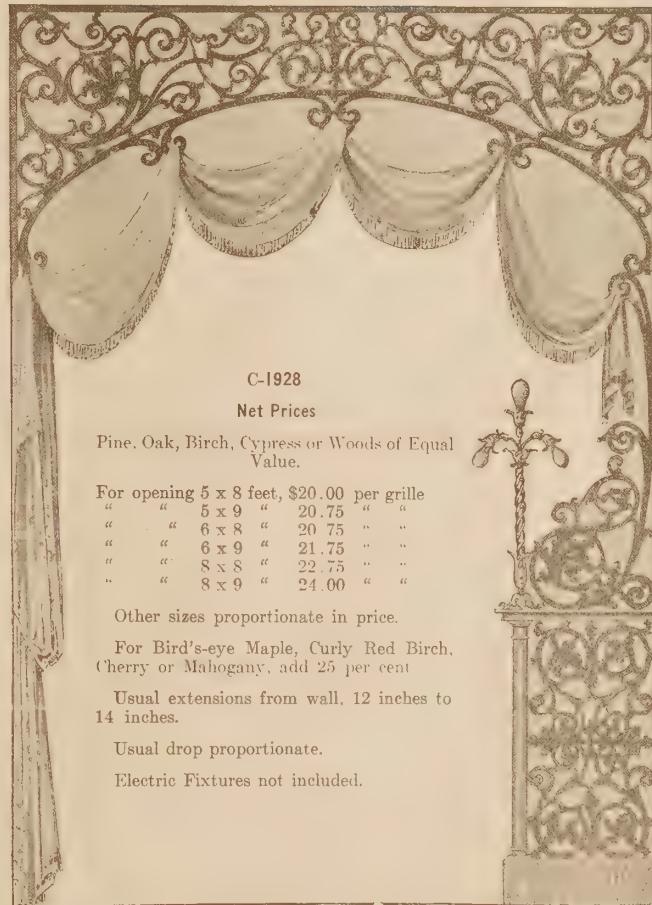 C-1928
Net Prices
Pine, Oak, Birch, Cypress or Woods of Equal
Value.
For opening 5 x 8 feet, $20.00 per grille
“ “ 5 x 9 “ 20.75 “ “
“ “ 6 x 8 “ 20 75 “ “
“ “ 6 x 9 “ 21.75 “ “
“ “ 8 x 8 “ 22.75 “ “
“ “ 8 x 9 “ 24.00 “ “
Other sizes proportionate in price.
For Bird's-eye Maple, Curly Red Birch,
Cherry or Mahogany, add 25 per cent
Usual extensions from wall, 12 inches to
14 inches.
Usual drop proportionate.
Electric Fixtures not included.